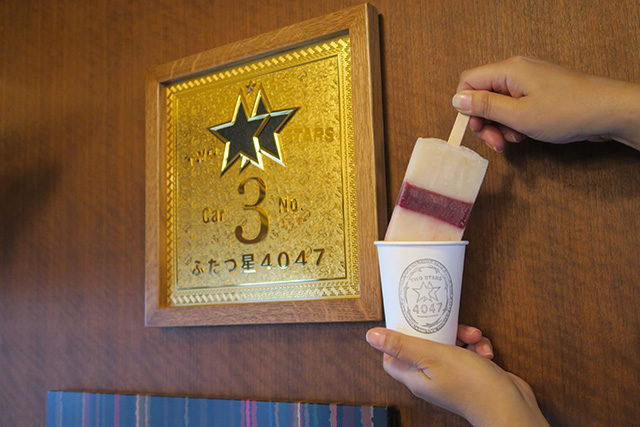 TWO STARS
Car 3 No.
ふたつ星4047
TWO STARS
4047